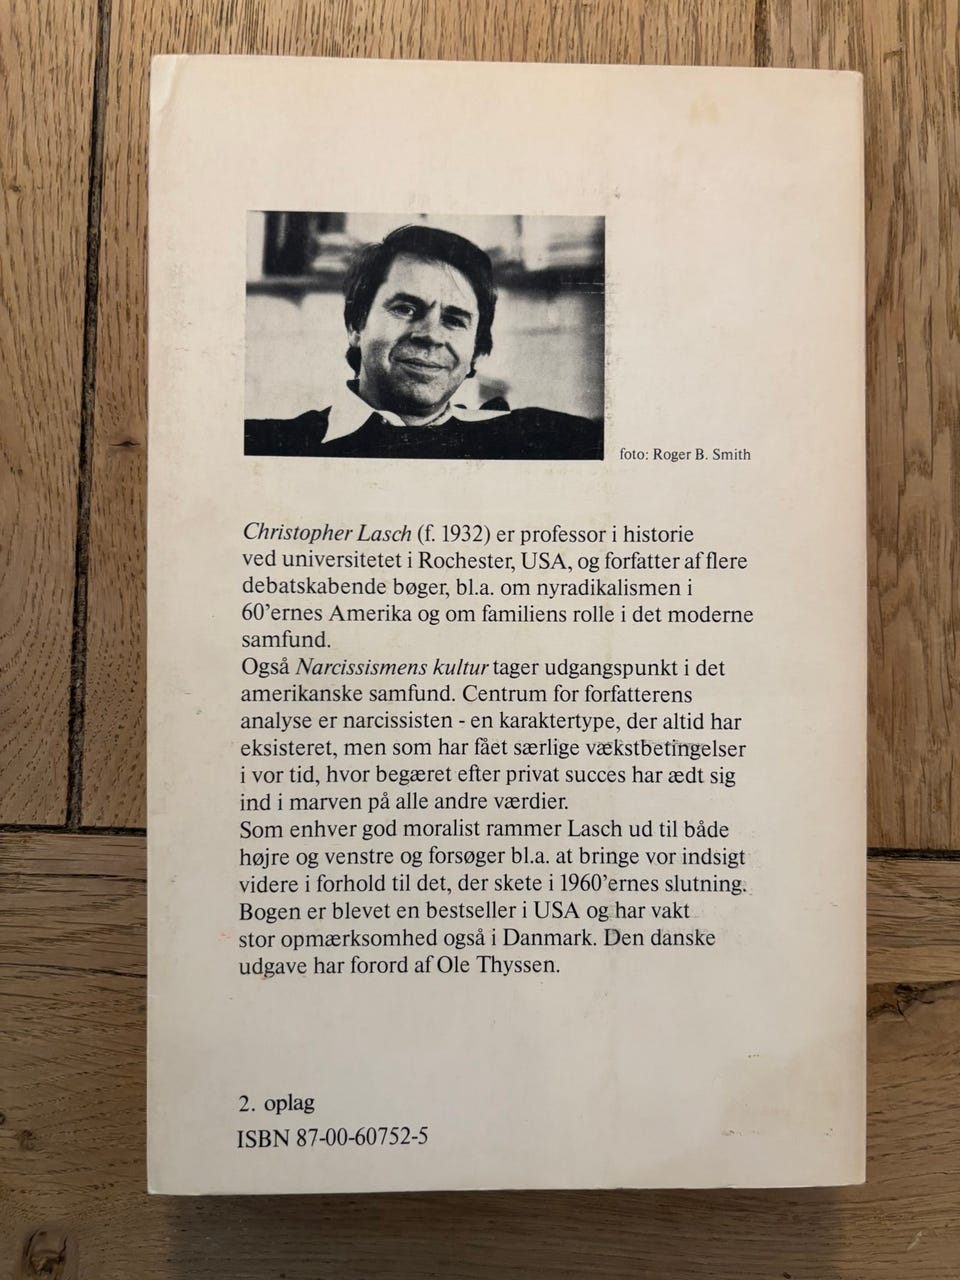 foto: Roger B. Smith
Christopher Lasch (f. 1932) er professor i historie
ved universitetet i Rochester, USA, og forfatter af flere
debatskabende bøger, bl.a. om nyradikalismen i
60'ernes Amerika og om familiens rolle i det moderne
samfund.
Også Narcissismens kultur tager udgangspunkt i det
amerikanske samfund. Centrum for forfatterens
analyse er narcissisten - en karaktertype, der altid har
eksisteret, men som har fået særlige vækstbetingelser
i vor tid, hvor begæret efter privat succes har ædt sig
ind i marven på alle andre værdier.
Som enhver god moralist rammer Lasch ud til både
højre og venstre og forsøger bl.a. at bringe vor indsigt
videre i forhold til det, der skete i 1960'ernes slutning.
Bogen er blevet en bestseller i USA og har vakt
stor opmærksomhed også i Danmark. Den danske
udgave har forord af Ole Thyssen.
2. oplag
ISBN 87-00-60752-5